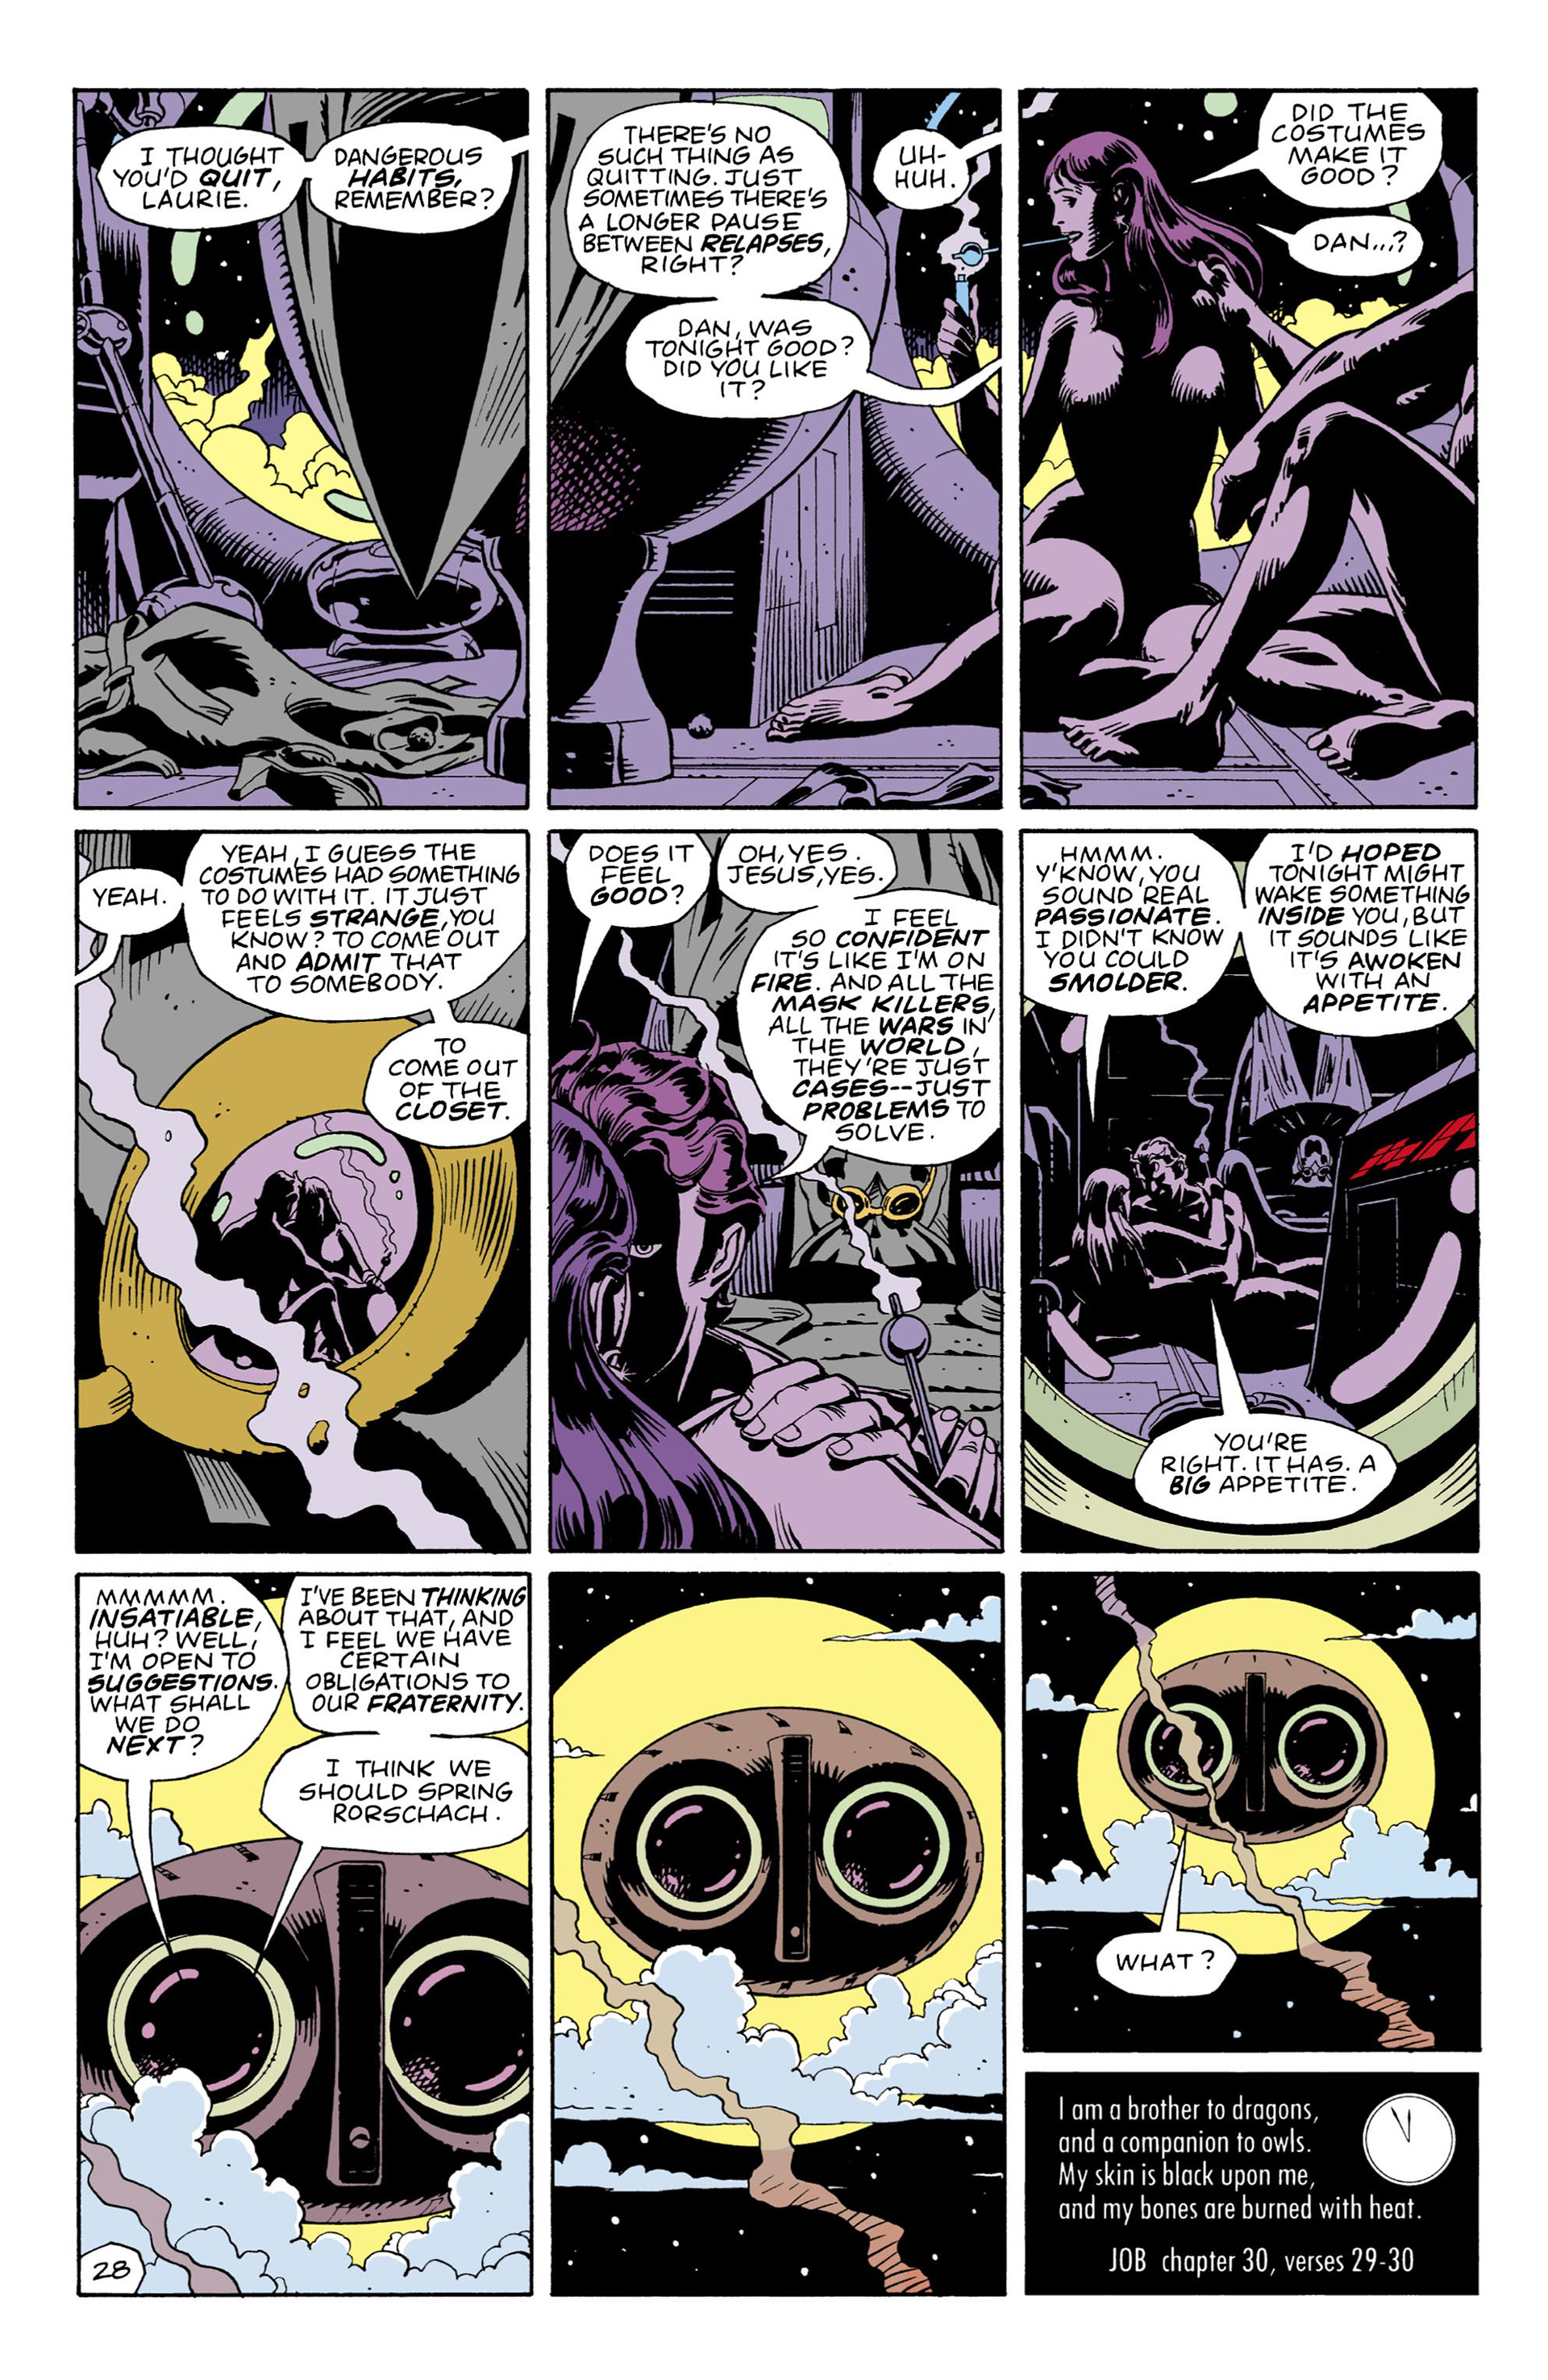 I THOUGHT
YOU'D QUIT,
LAURIE.
DANGEROUS
HABITS,
REMEMBER?
THERE'S NO
SUCH THING AS
QUITTING. JUST
SOMETIMES THERE'S
A LONGER PAUSE
BETWEEN RELAPSES,
RIGHT?
UH-
HUH.
DAN, WAS
TONIGHT GOOD?
DID YOU LIKE
IT?
DID THE
COSTUMES
MAKE IT
GOOD?
DAN...?
YEAH.
YEAH, I GUESS THE
COSTUMES HAD SOMETHING
TO DO WITH IT. IT JUST
FEELS STRANGE, YOU
KNOW? TO COME OUT
AND ADMIT THAT
TO SOMEBODY.
TO
COME OUT
OF THE
CLOSET.
DOES IT
FEEL
GOOD?
OH, YES.
JESUS, YES.
I FEEL
SO CONFIDENT
IT'S LIKE I'M ON
FIRE. AND ALL THE
MASK KILLERS,
ALL THE WARS IN
THE WORLD,
THEY'RE JUST
CASES--JUST
PROBLEMS TO
SOLVE.
HMMM.
Y'KNOW, YOU
SOUND REAL
PASSIONATE.
I DIDN'T KNOW
YOU COULD
SMOLDER.
I'D HOPED
TONIGHT MIGHT
WAKE SOMETHING
INSIDE YOU, BUT
IT SOUNDS LIKE
IT'S AWOKEN
WITH AN
APPETITE.
YOU'RE
RIGHT. IT HAS. A
BIG APPETITE.
MMMMM.
INSATIABLE,
HUH? WELL,
I'M OPEN TO
SUGGESTIONS.
WHAT SHALL
WE DO
NEXT?
I'VE BEEN THINKING
ABOUT THAT, AND
I FEEL WE HAVE
CERTAIN
OBLIGATIONS TO
OUR FRATERNITY.
I THINK WE
SHOULD SPRING
RORSCHACH.
28
WHAT?
I am a brother to dragons,
and a companion to owls.
My skin is black upon me,
and my bones are burned with heat.
JOB chapter 30, verses 29-30